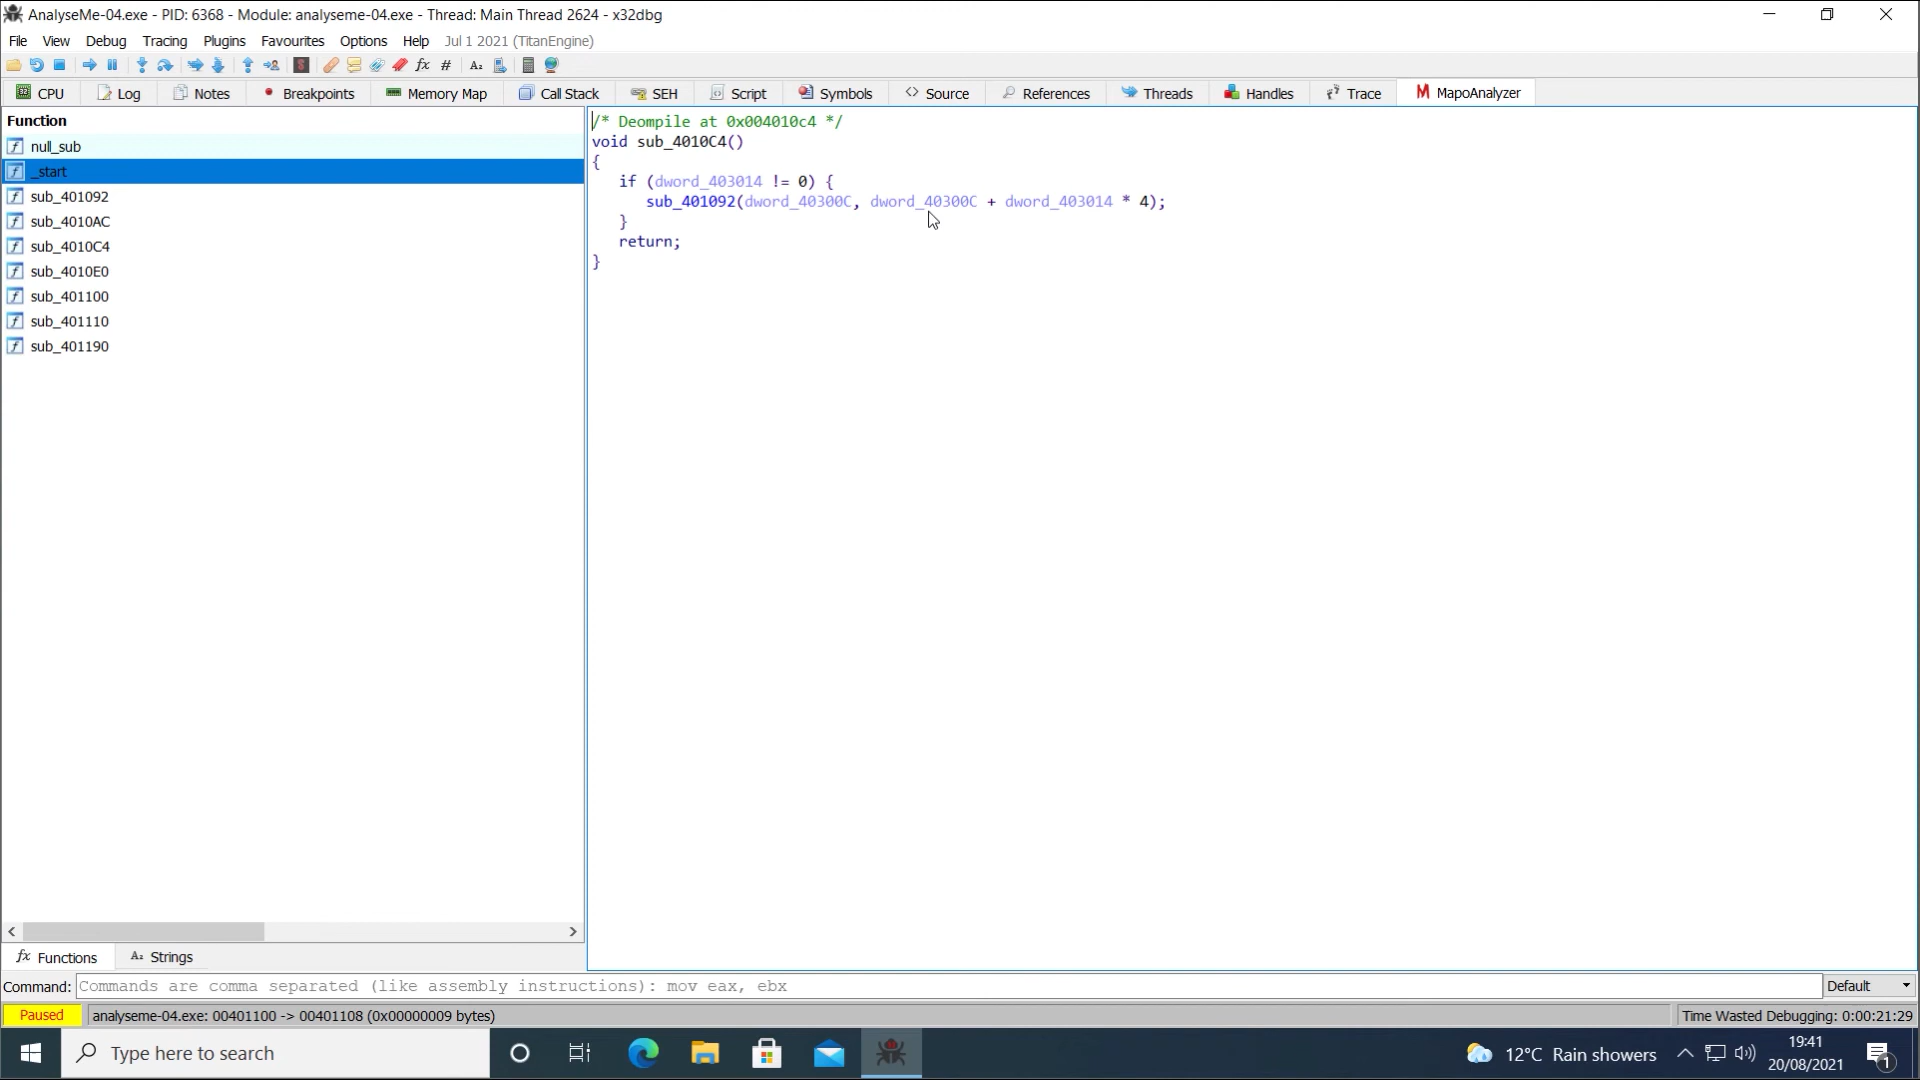 AnalyseMe-04.exe - PID: 6368 - Module: analyseme-04.exe - Thread: Main Thread 2624 - x32dbg
File View Debug Tracing Plugins Favourites Options Help Jul 1 2021 (TitanEngine)
CPU Log Notes Breakpoints Memory Map Call Stack SEH Script Symbols Source References Threads Handles Trace MapoAnalyzer
Function
null_sub
_start
sub_401092
sub_4010AC
sub_4010C4
sub_4010E0
sub_401100
sub_401110
sub_401190
/* Deompile at 0x004010c4 */
void sub_4010C4()
{
if (dword_403014 != 0) {
sub_401092(dword_40300C, dword_40300C + dword_403014 * 4);
}
return;
}
Functions Strings
Command: Commands are comma separated (like assembly instructions): mov eax, ebx Default
Paused analyseme-04.exe: 00401100 -> 00401108 (0x00000009 bytes) Time Wasted Debugging: 0:00:21:29
Type here to search 12°C Rain showers 19:41
20/08/2021 1